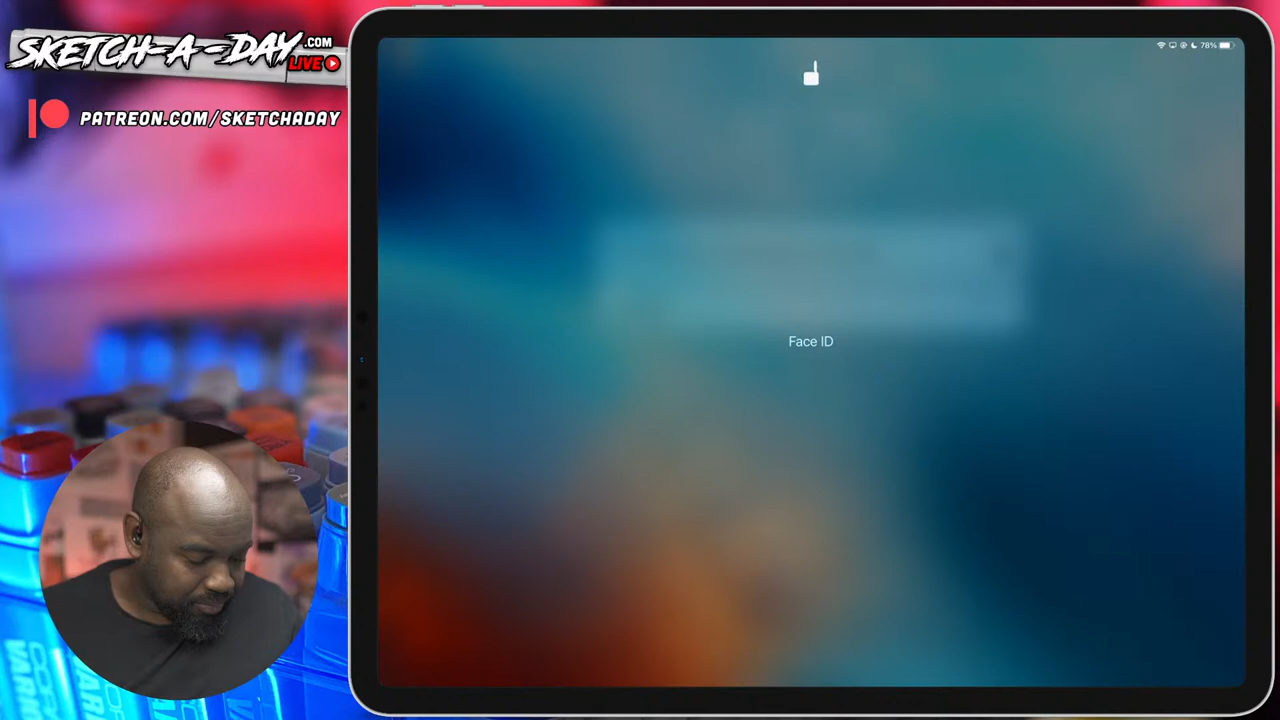 SKETCH-A-DAY.COM
LIVE
PATREON.COM/SKETCHADAY
78%
Face ID